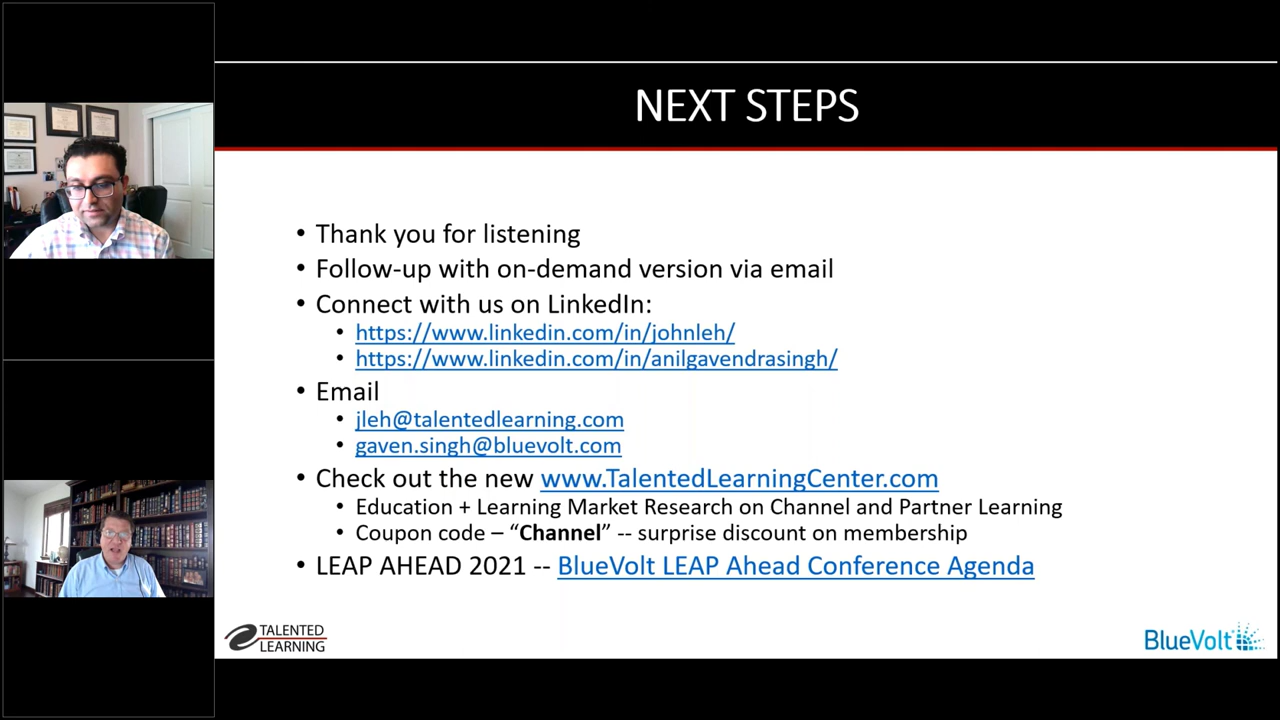 NEXT STEPS
• Thank you for listening
• Follow-up with on-demand version via email
• Connect with us on LinkedIn:
• https://www.linkedin.com/in/johnleh/
• https://www.linkedin.com/in/anilgavendrasingh/
• Email
• jleh@talentedlearning.com
• gaven.singh@bluevolt.com
• Check out the new www.TalentedLearningCenter.com
• Education + Learning Market Research on Channel and Partner Learning
• Coupon code – “Channel” -- surprise discount on membership
• LEAP AHEAD 2021 -- BlueVolt LEAP Ahead Conference Agenda
TALENTED
LEARNING
BlueVolt